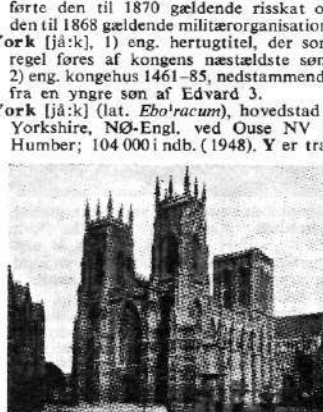 førte den til 1870 gældende risskat o
den til 1868 gældende militærorganisation
York [jå:k], 1) eng. hertugtitel, der som
regel føres af kongens næstældste søn
2) eng. kongehus 1461-85, nedstammend
fra en yngre søn af Edvard 3.
York [jå:k] (lat. Ebo'racum), hovedstad
Yorkshire, NØ-Engl. ved Ouse NV
Humber; 104 000 i ndb. (1948). Y er tra